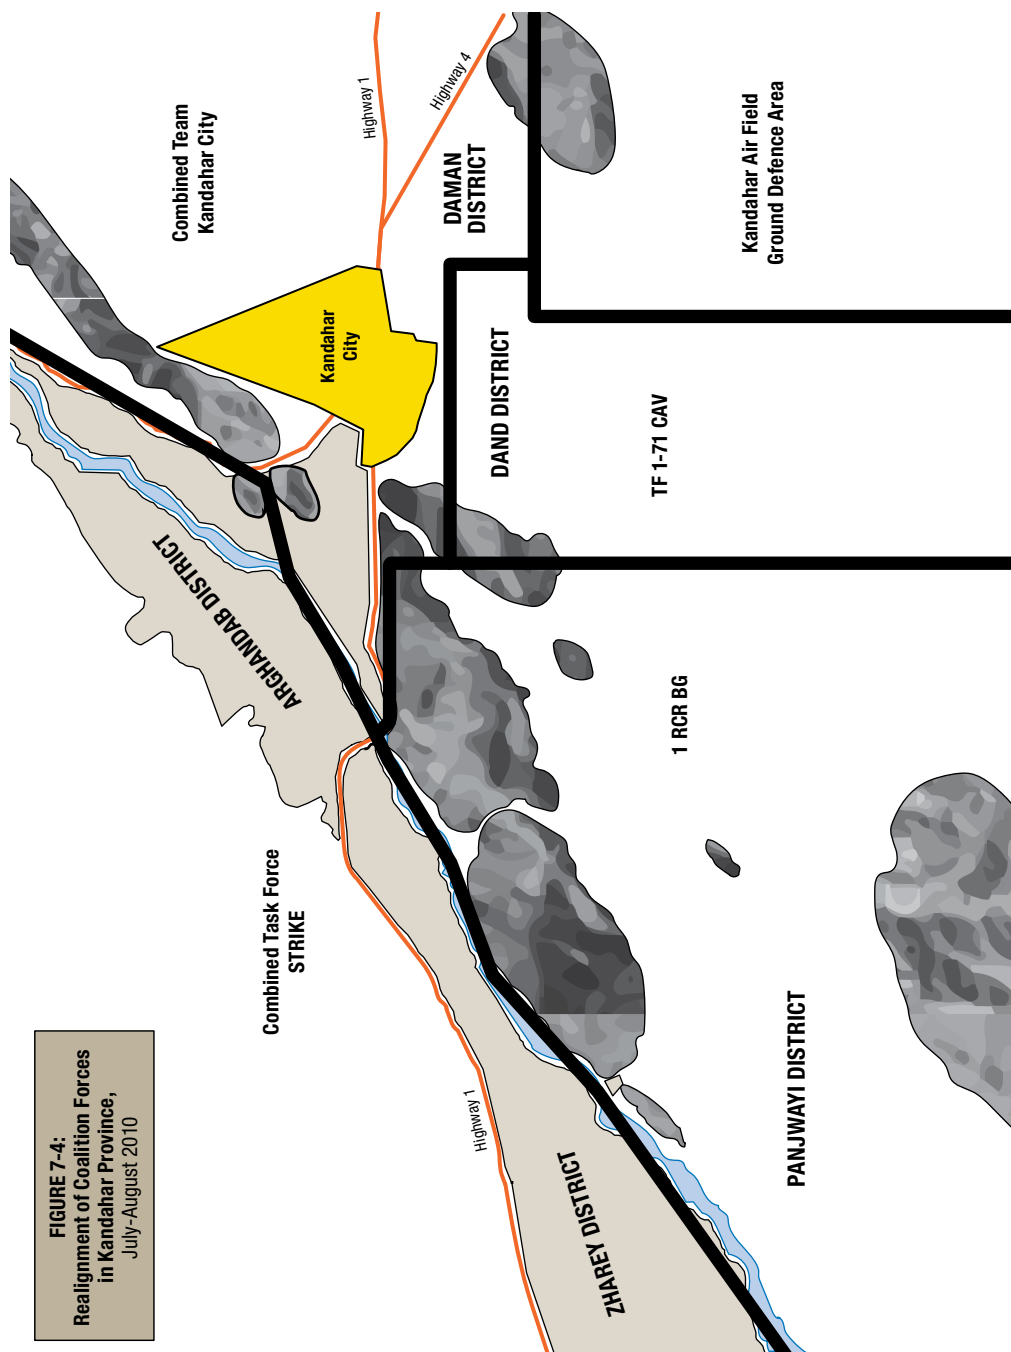 FIGURE 7-4:
Realignment of Coalition Forces
in Kandahar Province,
July-August 2010
Combined Task Force
STRIKE
ARGHANDAB DISTRICT
Combined Team
Kandahar City
Highway 1
Highway 4
Kandahar
City
DAMAN
DISTRICT
Highway 1
ZHAREY DISTRICT
DAND DISTRICT
TF 1-71 CAV
1 RCR BG
Kandahar Air Field
Ground Defence Area
PANJWAYI DISTRICT